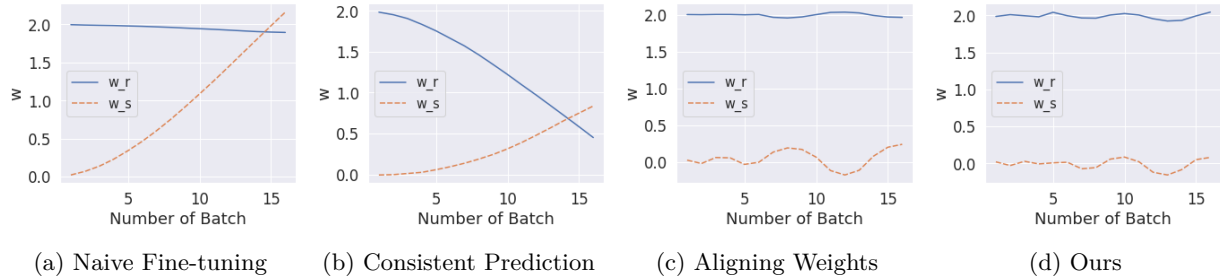 2.0
1.5
1.0
0.5
0.0
w
w_r
w_s
5
10
15
Number of Batch
(a) Naive Fine-tuning
2.0
1.5
1.0
0.5
0.0
w
w_r
w_s
5
10
15
Number of Batch
(b) Consistent Prediction
2.0
1.5
1.0
0.5
0.0
w
w_r
w_s
5
10
15
Number of Batch
(c) Aligning Weights
2.0
1.5
1.0
0.5
0.0
w
w_r
w_s
5
10
15
Number of Batch
(d) Ours